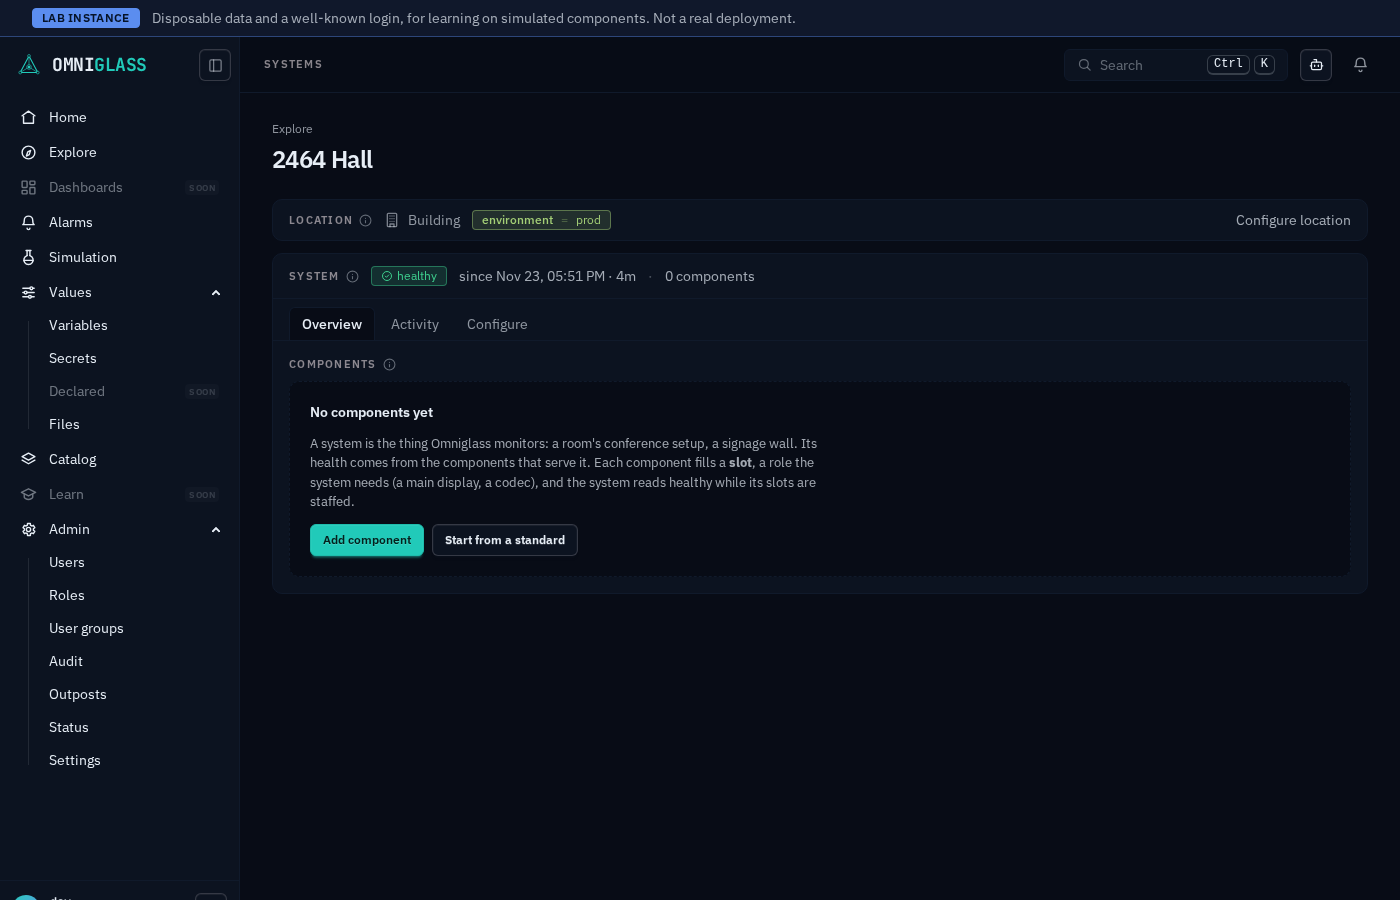 LAB INSTANCE Disposable data and a well-known login, for learning on simulated components. Not a real deployment.
OMNIGLASS
SYSTEMS
Search Ctrl K
Home
Explore
Dashboards SOON
Alarms
Simulation
Values
Variables
Secrets
Declared SOON
Files
Catalog
Learn SOON
Admin
Users
Roles
User groups
Audit
Outposts
Status
Settings
Explore
2464 Hall
LOCATION Building environment = prod Configure location
SYSTEM healthy since Nov 23, 05:51 PM · 4m · 0 components
Overview Activity Configure
COMPONENTS
No components yet
A system is the thing Omniglass monitors: a room's conference setup, a signage wall. Its
health comes from the components that serve it. Each component fills a slot, a role the
system needs (a main display, a codec), and the system reads healthy while its slots are
staffed.
Add component Start from a standard